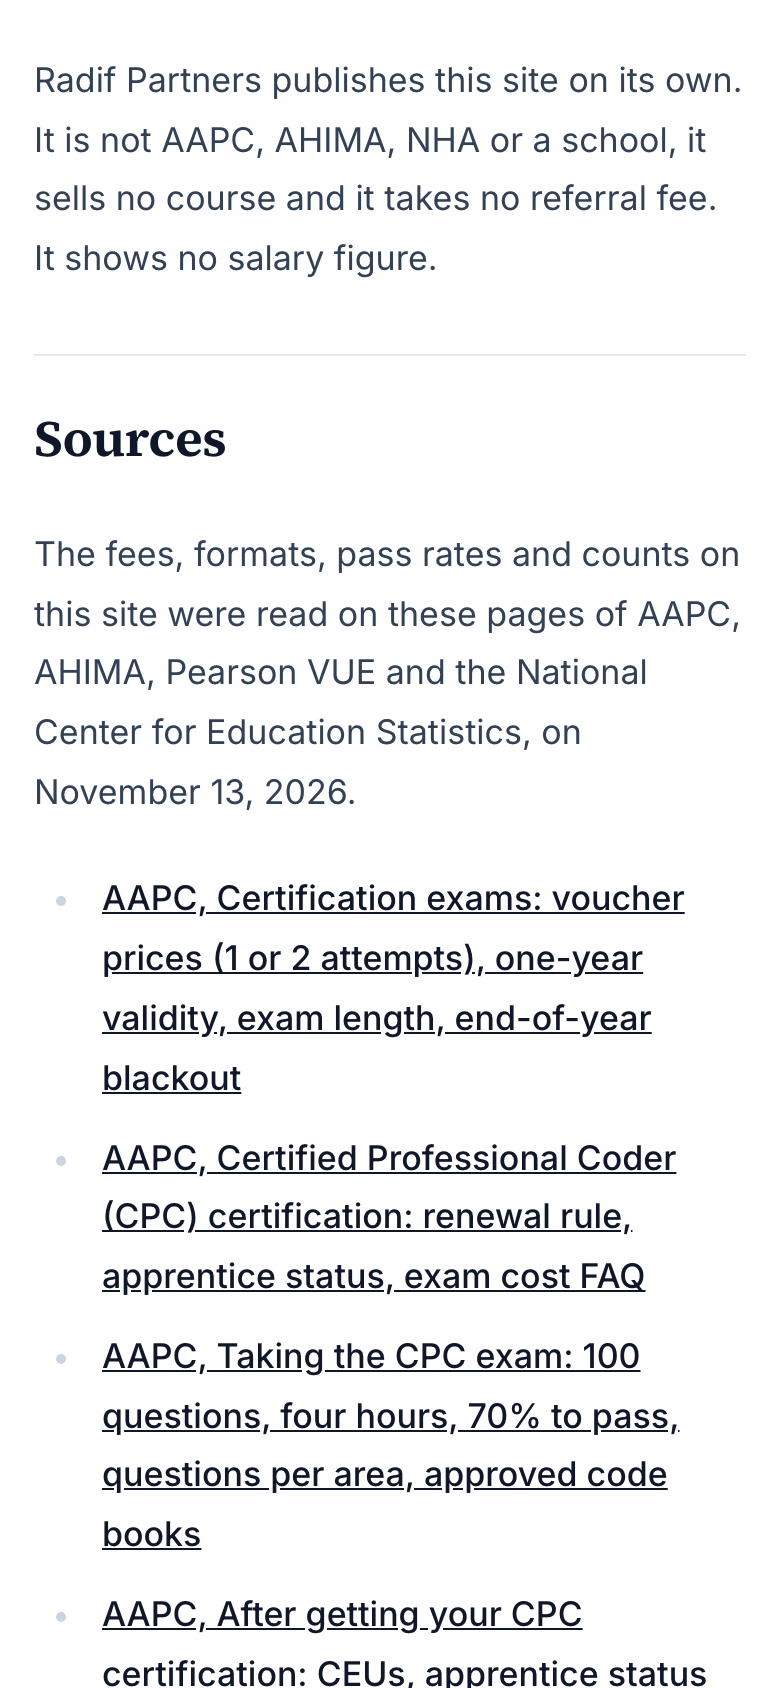 Radif Partners publishes this site on its own.
It is not AAPC, AHIMA, NHA or a school, it
sells no course and it takes no referral fee.
It shows no salary figure.
Sources
The fees, formats, pass rates and counts on
this site were read on these pages of AAPC,
AHIMA, Pearson VUE and the National
Center for Education Statistics, on
November 13, 2026.
AAPC, Certification exams: voucher
prices (1 or 2 attempts), one-year
validity, exam length, end-of-year
blackout
AAPC, Certified Professional Coder
(CPC) certification: renewal rule,
apprentice status, exam cost FAQ
AAPC, Taking the CPC exam: 100
questions, four hours, 70% to pass,
questions per area, approved code
books
AAPC, After getting your CPC
certification: CEUs, apprentice status